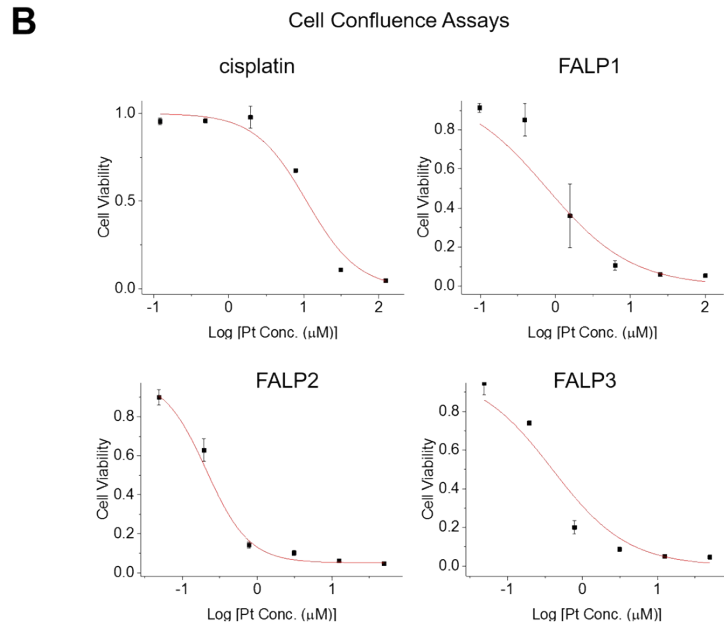 B
Cell Confluence Assays
cisplatin
FALP1
Cell Viability
1.0
0.5
0.0
-1
0
1
2
Log [Pt Conc. (μM)]
Cell Viability
0.8
0.6
0.4
0.2
0.0
-1
0
1
2
Log [Pt Conc. (μM)]
FALP2
FALP3
Cell Viability
0.8
0.6
0.4
0.2
0.0
-1
0
1
Log [Pt Conc. (μM)]
Cell Viability
0.8
0.6
0.4
0.2
0.0
-1
0
1
Log [Pt Conc. (μM)]